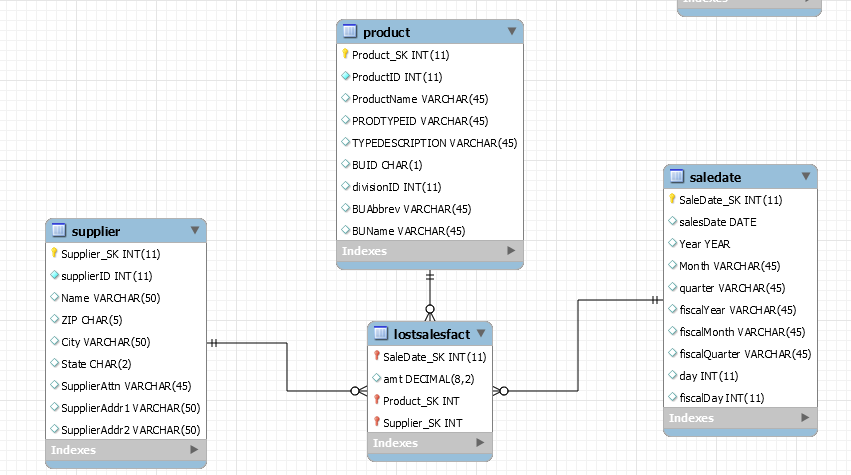 Indexes
product
Product_SK INT(11)
ProductID INT(11)
ProductName VARCHAR(45)
PRODTYPEID VARCHAR(45)
TYPEDESCRIPTION VARCHAR(45)
BUID CHAR(1)
divisionID INT(11)
BUAbbrev VARCHAR(45)
BUName VARCHAR(45)
Indexes
saledate
SaleDate_SK INT(11)
salesDate DATE
Year YEAR
Month VARCHAR(45)
quarter VARCHAR(45)
fiscalYear VARCHAR(45)
fiscalMonth VARCHAR(45)
fiscalQuarter VARCHAR(45)
day INT(11)
fiscalDay INT(11)
Indexes
supplier
Supplier_SK INT(11)
supplierID INT(11)
Name VARCHAR(50)
ZIP CHAR(5)
City VARCHAR(50)
State CHAR(2)
SupplierAttn VARCHAR(45)
SupplierAddr1 VARCHAR(50)
SupplierAddr2 VARCHAR(50)
Indexes
lostsalesfact
SaleDate_SK INT(11)
amt DECIMAL(8,2)
Product_SK INT
Supplier_SK INT
Indexes